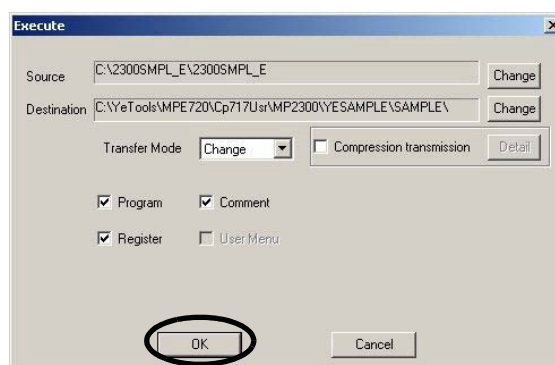 Execute
Source C:\2300SMPL_E\2300SMPL_E Change
Destination C:\YeTools\MPE720\Cp717Usr\MP2300\YESAMPLE\SAMPLE\ Change
Transfer Mode Change Compression transmission Detail
Program Comment
Register User Menu
OK Cancel